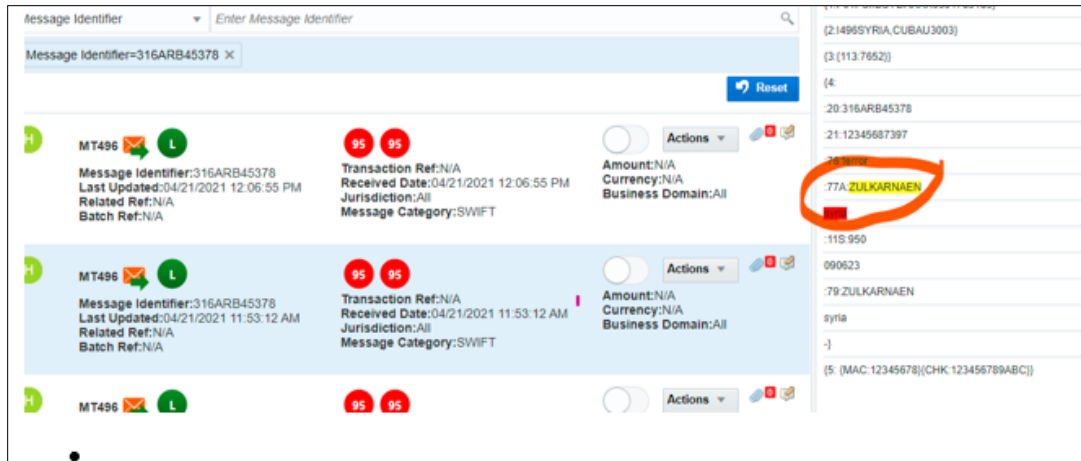 Message Identifier
Enter Message Identifier
Message Identifier=316ARB45378 ×
Reset
H
MT496
L
95 95
Actions
0
Message Identifier:316ARB45378
Last Updated:04/21/2021 12:06:55 PM
Related Ref:N/A
Batch Ref:N/A
Transaction Ref:N/A
Received Date:04/21/2021 12:06:55 PM
Jurisdiction:All
Message Category:SWIFT
Amount:N/A
Currency:N/A
Business Domain:All
H
MT496
L
95 95
Actions
0
Message Identifier:316ARB45378
Last Updated:04/21/2021 11:53:12 AM
Related Ref:N/A
Batch Ref:N/A
Transaction Ref:N/A
Received Date:04/21/2021 11:53:12 AM
Jurisdiction:All
Message Category:SWIFT
Amount:N/A
Currency:N/A
Business Domain:All
H
MT496
L
95 95
Actions
0
{2:I496SYRIA,CUBAU3003}
{3:{113:7652}}
{4:
:20:316ARB45378
:21:12345687397
:76:terror
:77A:ZULKARNAEN
syria
:11S:950
090623
:79:ZULKARNAEN
syria
-}
{5: {MAC:12345678}{CHK:123456789ABC}}